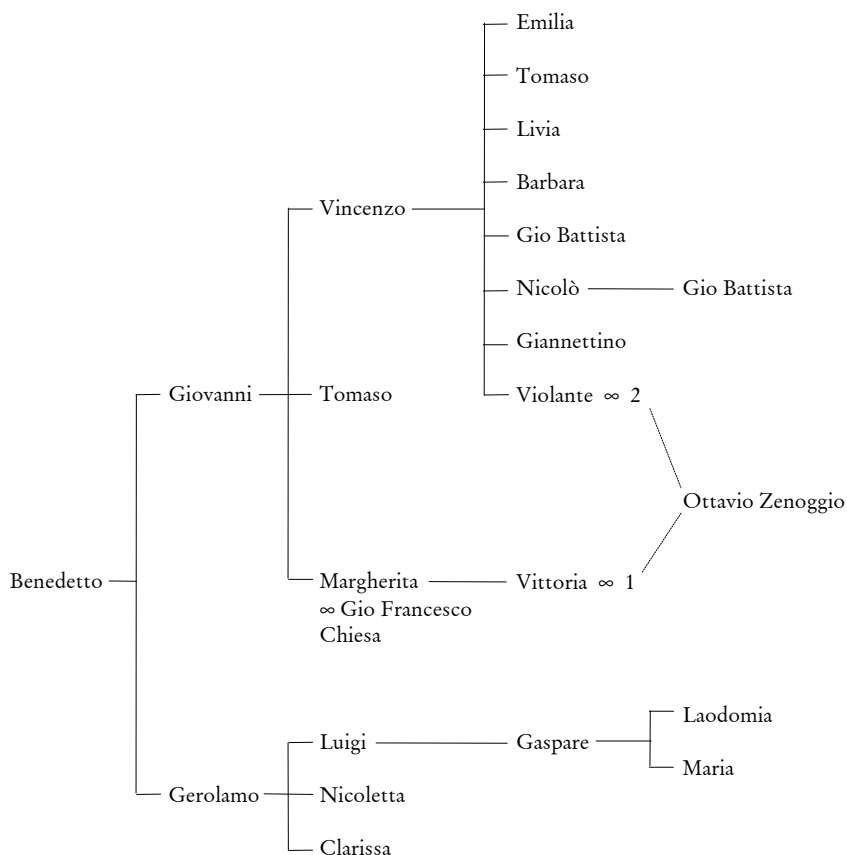 Emilia
Tomaso
Livia
Barbara
Vincenzo
Gio Battista
Nicolò Gio Battista
Giannettino
Giovanni Tomaso Violante ∞ 2
Ottavio Zenoggio
Benedetto Margherita Vittoria ∞ 1
∞ Gio Francesco
Chiesa
Laodomia
Luigi Gaspare
Maria
Gerolamo Nicoletta
Clarissa